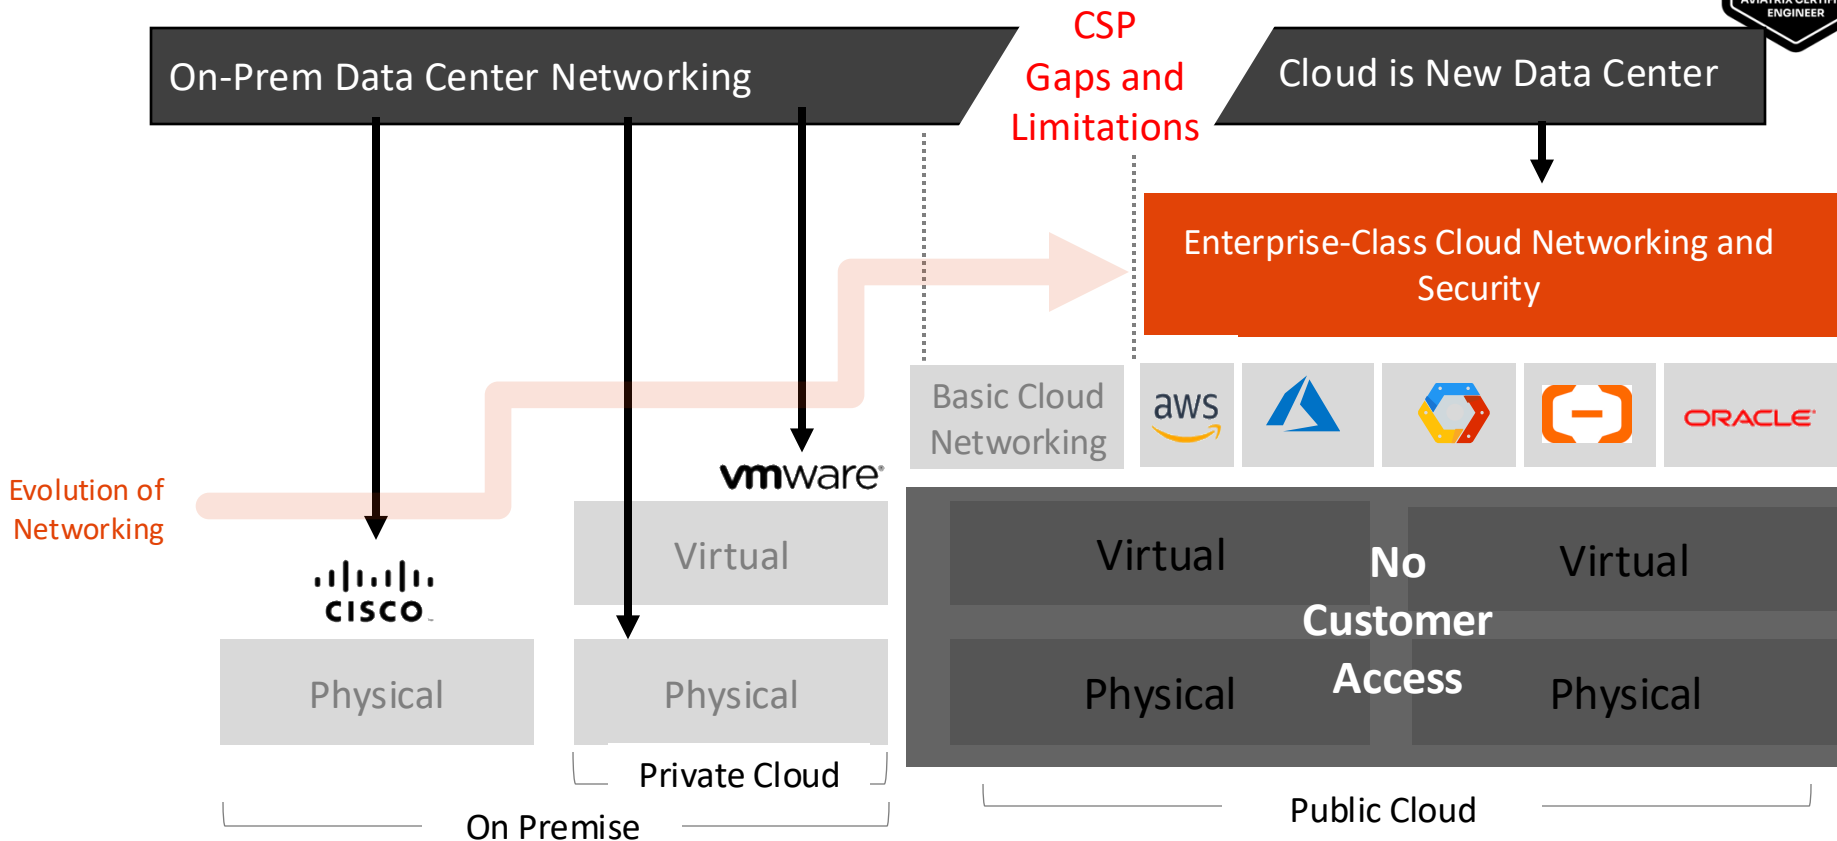 AVIATRIX CERTIFI
ENGINEER
CSP
Gaps and
Limitations
On-Prem Data Center Networking
Cloud is New Data Center
Enterprise-Class Cloud Networking and
Security
Basic Cloud
Networking
aws
ORACLE
vmware
Evolution of
Networking
CISCO
Virtual
Physical
Physical
Virtual
Virtual
Physical
Physical
No
Customer
Access
Private Cloud
On Premise
Public Cloud